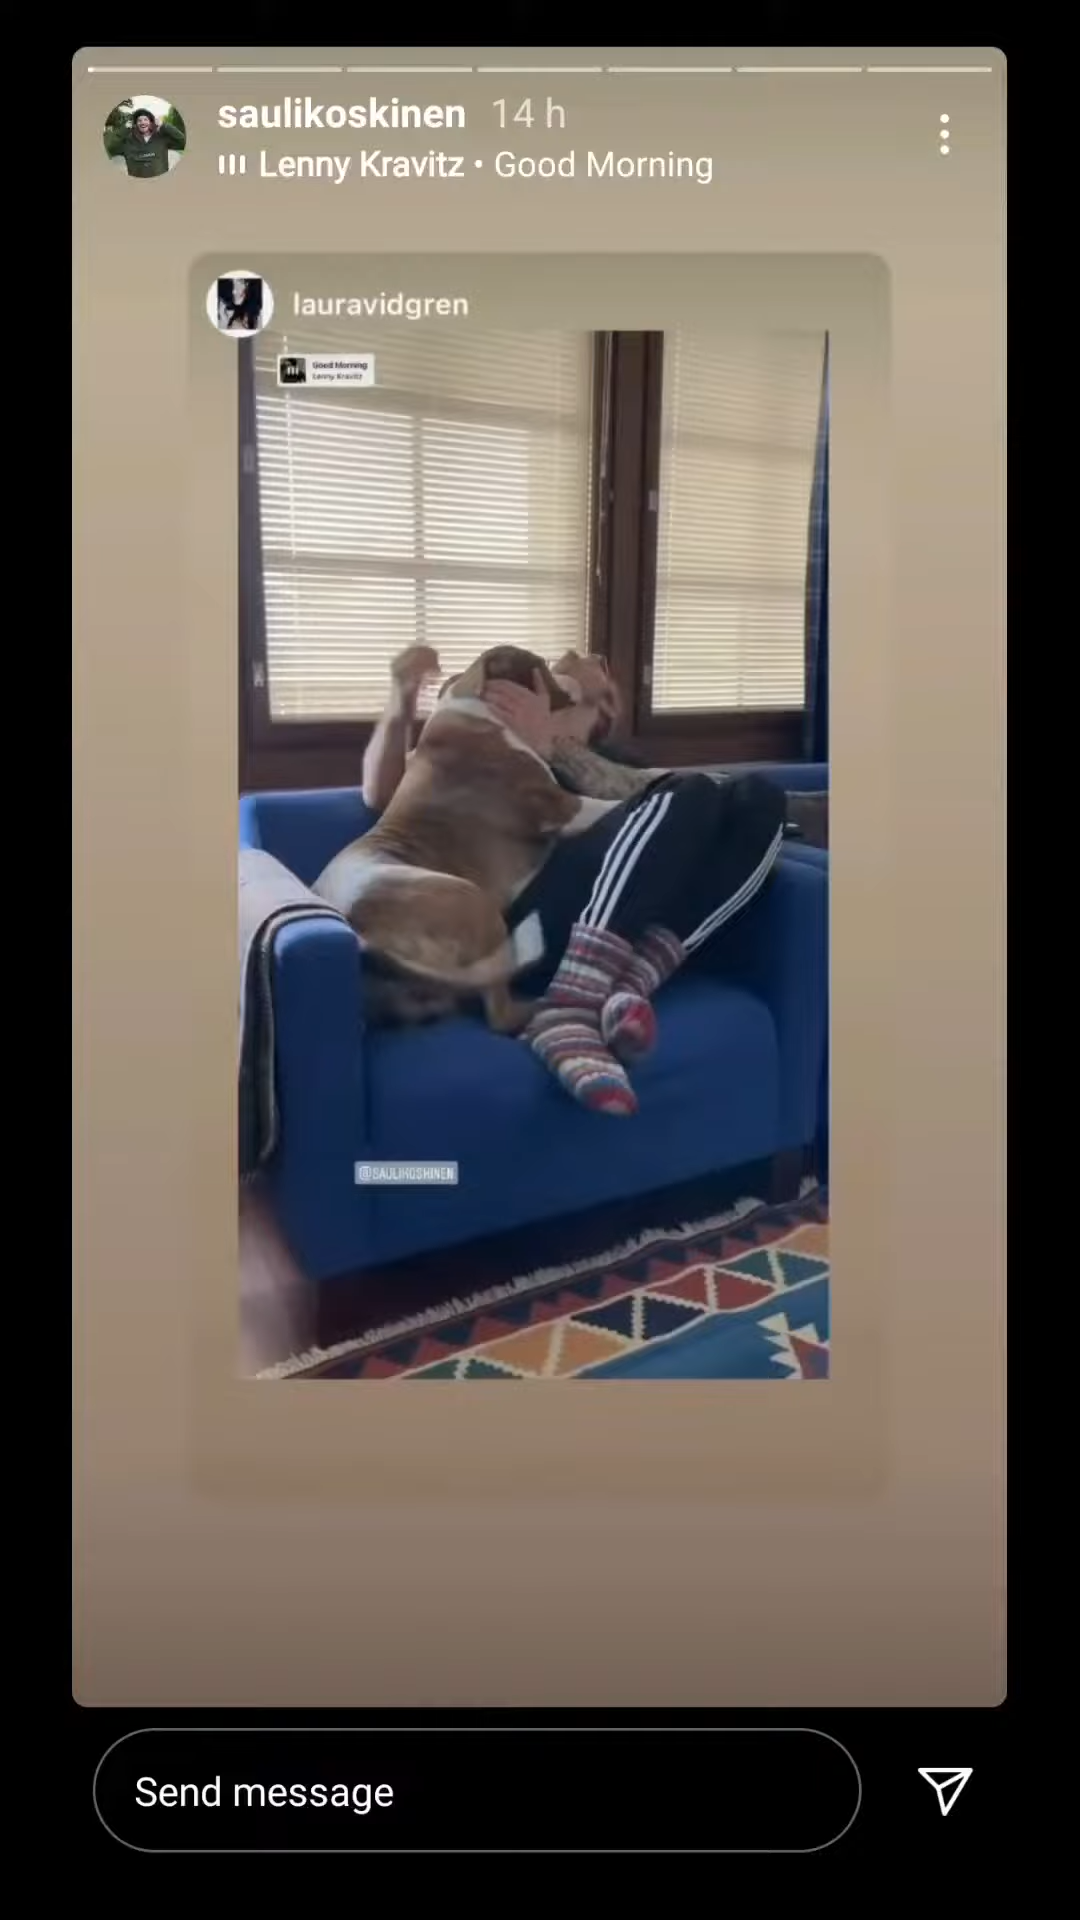 saulikoskinen 14 h
Lenny Kravitz • Good Morning
lauravidgren
Good Morning
Lenny Kravitz
@SAULIKOSKINEN
Send message